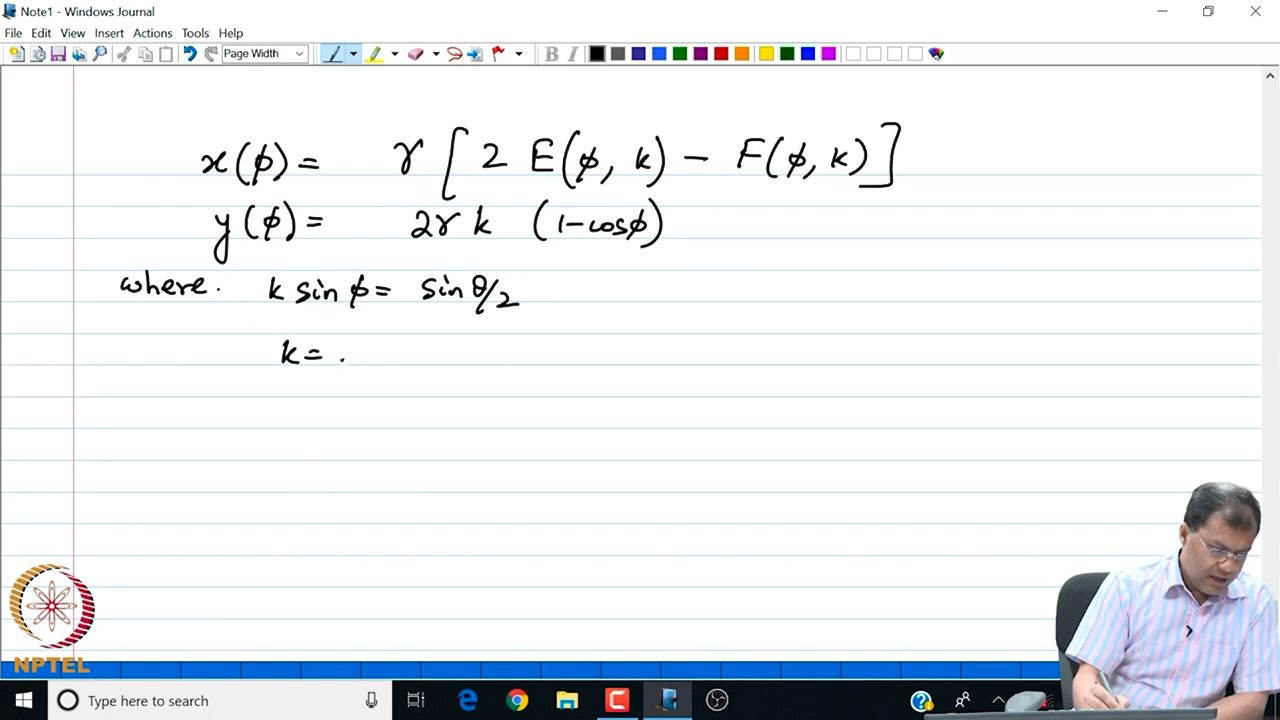 Note1 - Windows Journal
File Edit View Insert Actions Tools Help
Page Width B I
x(ϕ) = γ [ 2 E(ϕ, k) - F(ϕ, k) ]
y(ϕ) = 2γ k (1-cosϕ)
where. k sin ϕ = sin θ/2
k = .
NPTEL
Type here to search